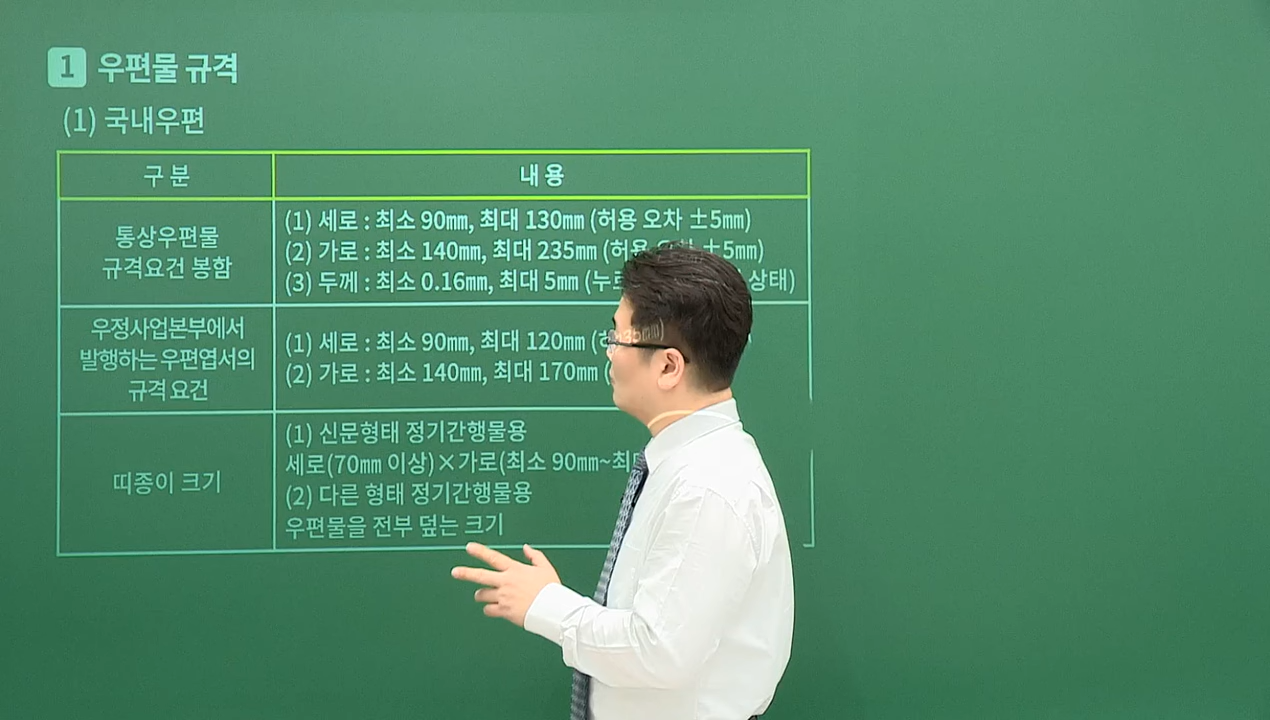 1 우편물 규격
(1) 국내우편
구 분
내 용
통상우편물
규격요건 봉함
(1) 세로 : 최소 90㎜, 최대 130㎜ (허용 오차 ±5㎜)
(2) 가로 : 최소 140㎜, 최대 235㎜ (허용 오차 ±5㎜)
(3) 두께 : 최소 0.16㎜, 최대 5㎜ (누 상태)
우정사업본부에서
발행하는 우편엽서의
규격 요건
(1) 세로 : 최소 90㎜, 최대 120㎜
(2) 가로 : 최소 140㎜, 최대 170㎜
띠종이 크기
(1) 신문형태 정기간행물용
세로(70㎜ 이상)×가로(최소 90㎜~최
(2) 다른 형태 정기간행물용
우편물을 전부 덮는 크기